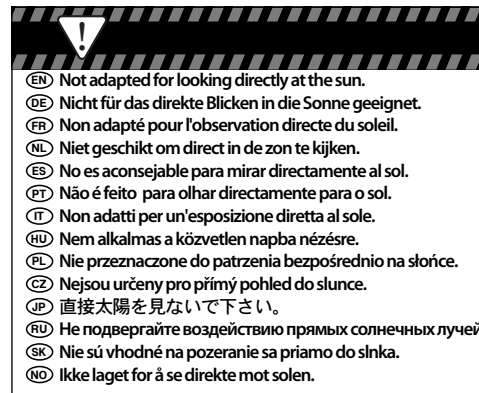 !
EN Not adapted for looking directly at the sun.
DE Nicht für das direkte Blicken in die Sonne geeignet.
FR Non adapté pour l'observation directe du soleil.
NL Niet geschikt om direct in de zon te kijken.
ES No es aconsejable para mirar directamente al sol.
PT Não é feito para olhar directamente para o sol.
IT Non adatti per un'esposizione diretta al sole.
HU Nem alkalmas a közvetlen napba nézésre.
PL Nie przeznaczone do patrzenia bezpośrednio na słońce.
CZ Nejsou určeny pro přímý pohled do slunce.
JP 直接太陽を見ないで下さい。
RU Не подвергайте воздействию прямых солнечных лучей
SK Nie sú vhodné na pozeranie sa priamo do slnka.
NO Ikke laget for å se direkte mot solen.